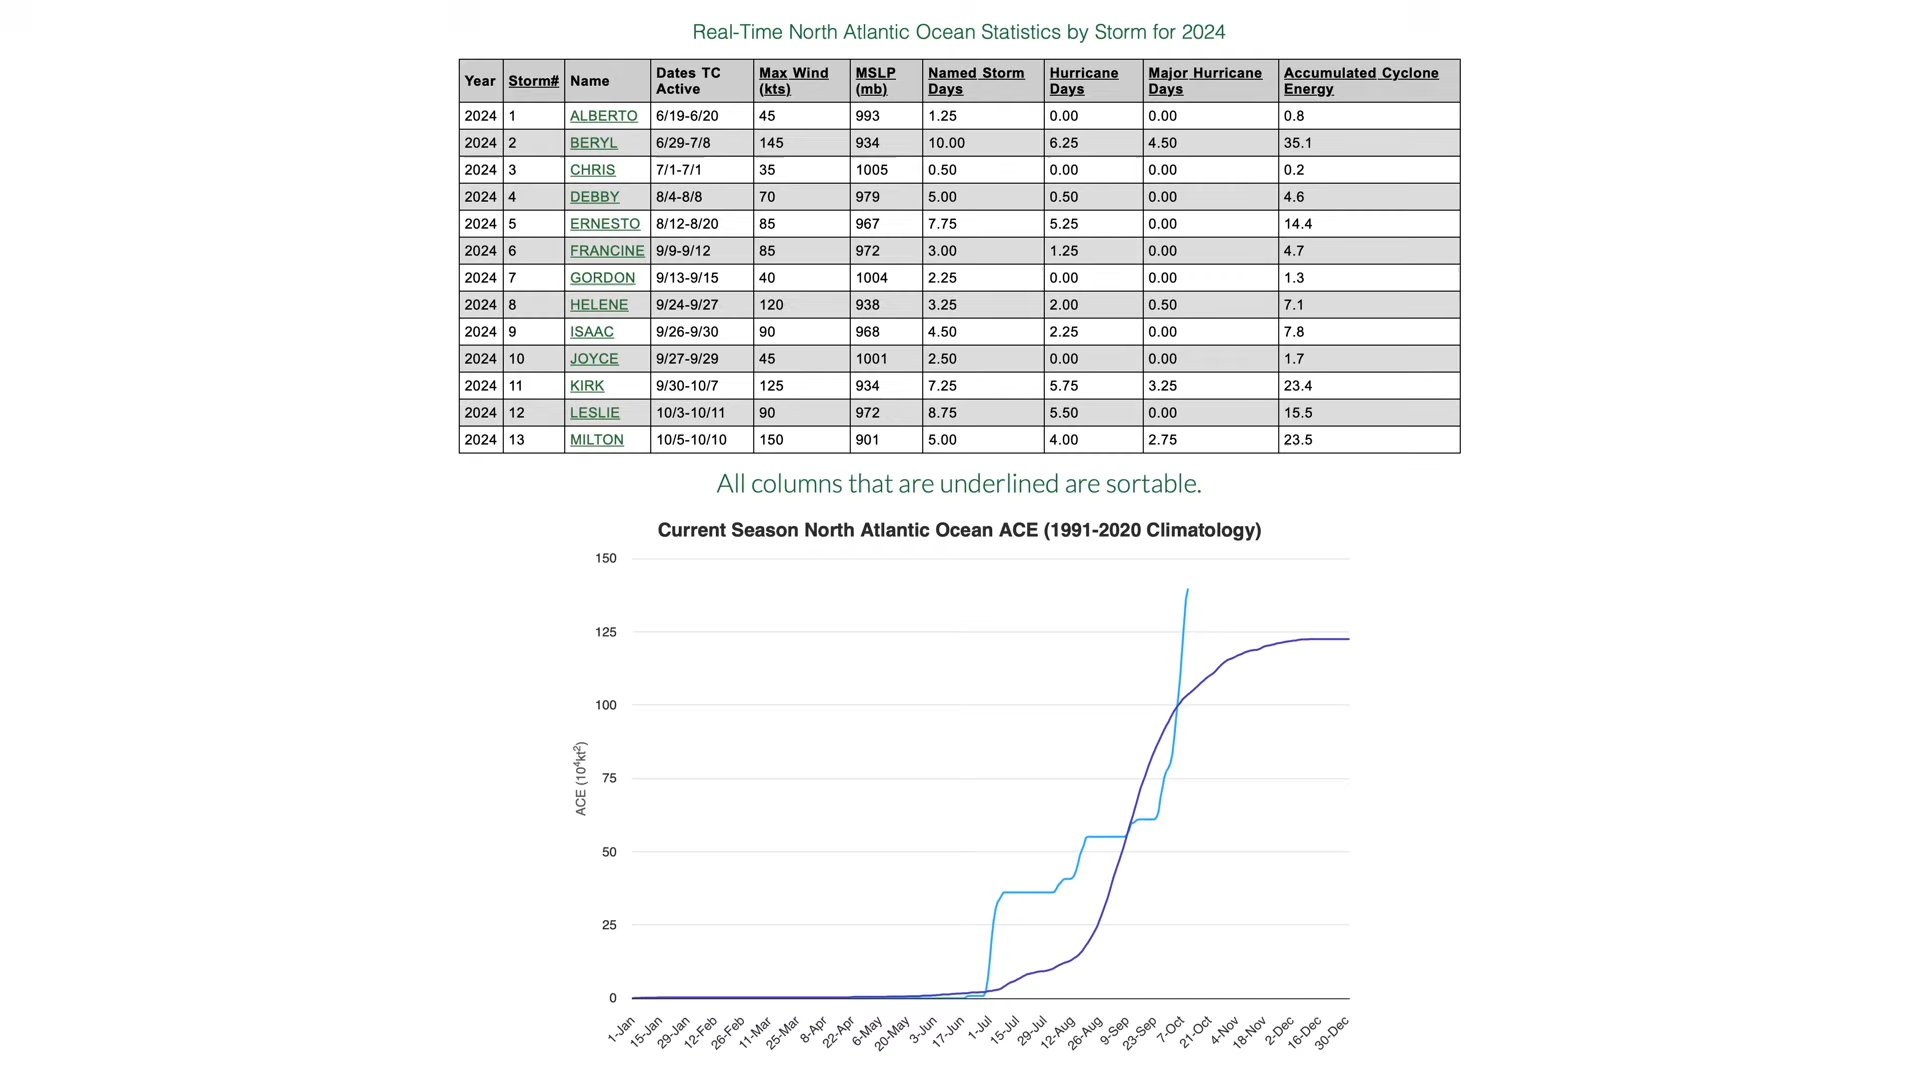 Real-Time North Atlantic Ocean Statistics by Storm for 2024
Year Storm# Name Dates TC Active Max Wind (kts) MSLP (mb) Named Storm Days Hurricane Days Major Hurricane Days Accumulated Cyclone Energy
2024 1 ALBERTO 6/19-6/20 45 993 1.25 0.00 0.00 0.8
2024 2 BERYL 6/29-7/8 145 934 10.00 6.25 4.50 35.1
2024 3 CHRIS 7/1-7/1 35 1005 0.50 0.00 0.00 0.2
2024 4 DEBBY 8/4-8/8 70 979 5.00 0.50 0.00 4.6
2024 5 ERNESTO 8/12-8/20 85 967 7.75 5.25 0.00 14.4
2024 6 FRANCINE 9/9-9/12 85 972 3.00 1.25 0.00 4.7
2024 7 GORDON 9/13-9/15 40 1004 2.25 0.00 0.00 1.3
2024 8 HELENE 9/24-9/27 120 938 3.25 2.00 0.50 7.1
2024 9 ISAAC 9/26-9/30 90 968 4.50 2.25 0.00 7.8
2024 10 JOYCE 9/27-9/29 45 1001 2.50 0.00 0.00 1.7
2024 11 KIRK 9/30-10/7 125 934 7.25 5.75 3.25 23.4
2024 12 LESLIE 10/3-10/11 90 972 8.75 5.50 0.00 15.5
2024 13 MILTON 10/5-10/10 150 901 5.00 4.00 2.75 23.5
All columns that are underlined are sortable.
Current Season North Atlantic Ocean ACE (1991-2020 Climatology)
150
125
100
75
50
25
0
ACE (10⁴kt²)
1-Jan 15-Jan 29-Jan 12-Feb 26-Feb 11-Mar 25-Mar 8-Apr 22-Apr 6-May 20-May 3-Jun 17-Jun 1-Jul 15-Jul 29-Jul 12-Aug 26-Aug 9-Sep 23-Sep 7-Oct 21-Oct 4-Nov 18-Nov 2-Dec 16-Dec 30-Dec